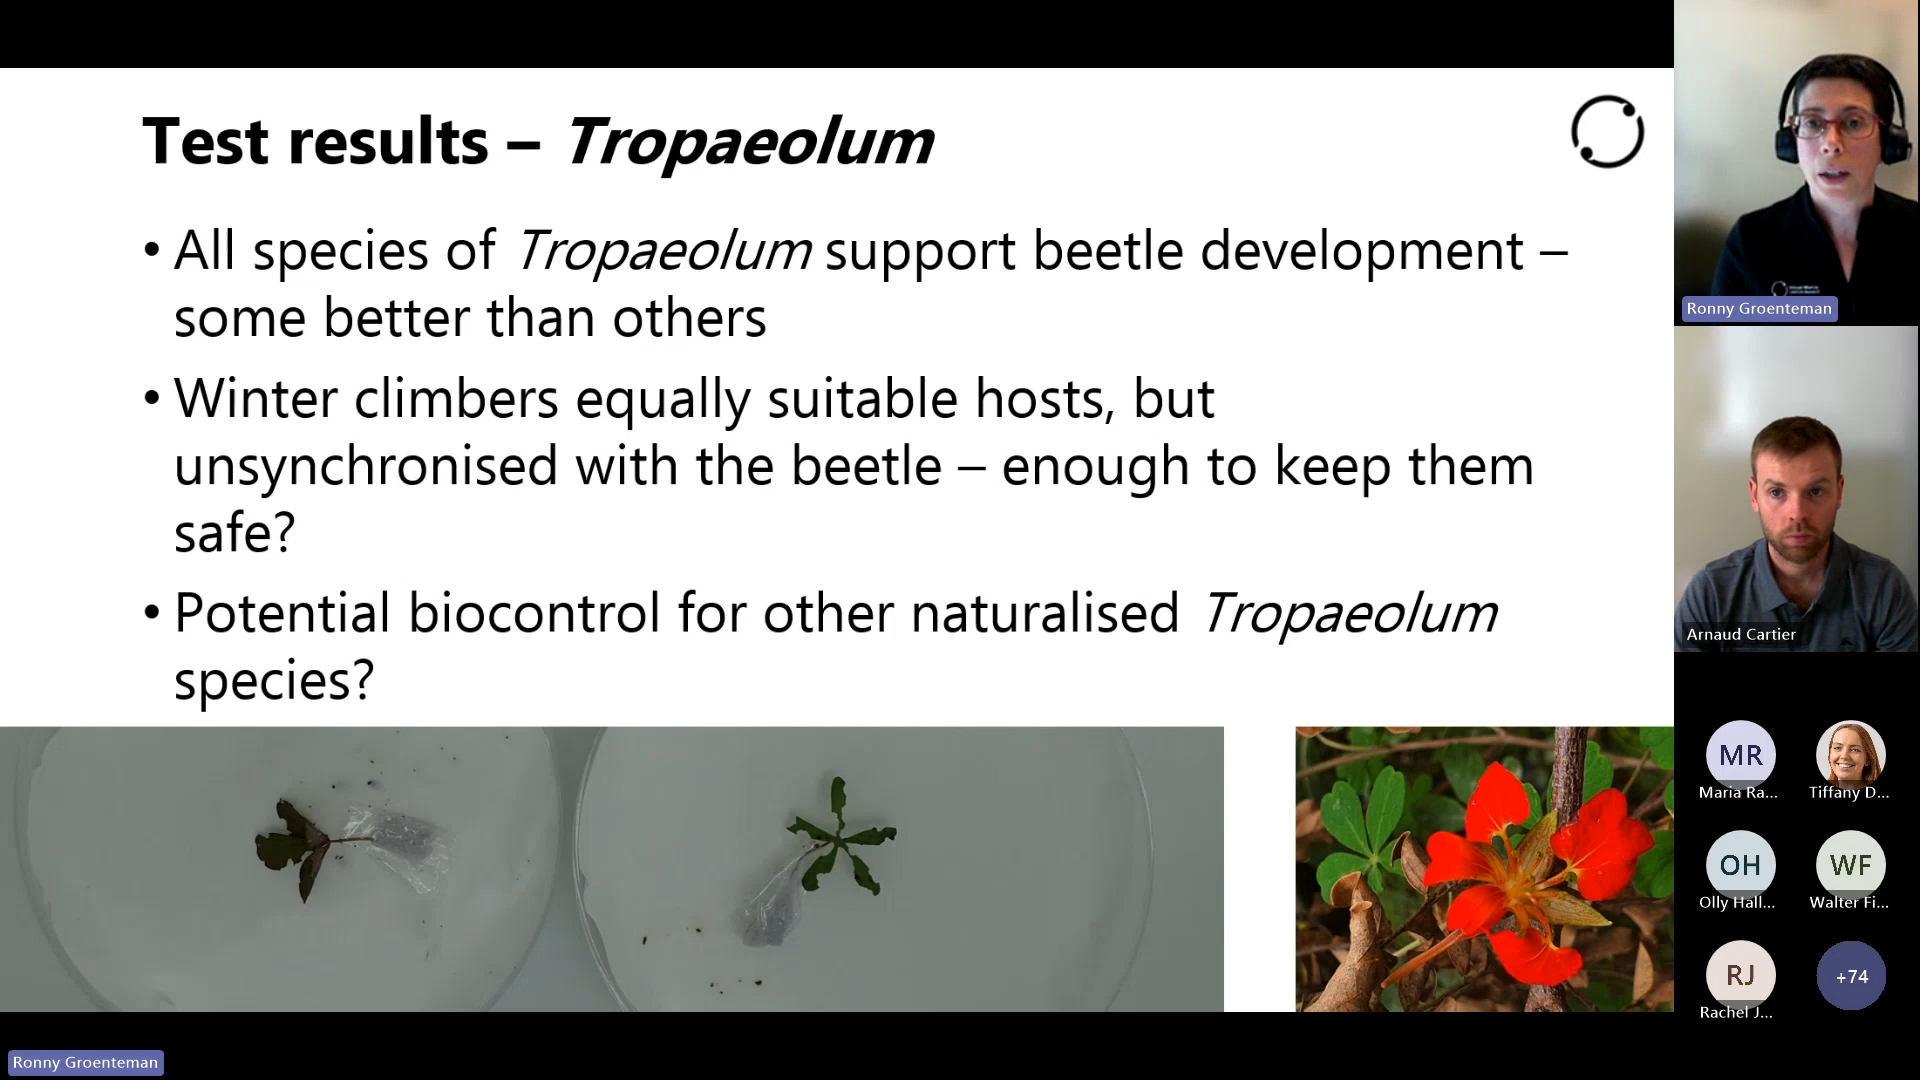 Test results – Tropaeolum
• All species of Tropaeolum support beetle development –
some better than others
• Winter climbers equally suitable hosts, but
unsynchronised with the beetle – enough to keep them
safe?
• Potential biocontrol for other naturalised Tropaeolum
species?
Ronny Groenteman
Arnaud Cartier
MR
Maria Ra...
Tiffany D...
OH
Olly Hall...
WF
Walter Fi...
RJ
Rachel J...
+74
Ronny Groenteman